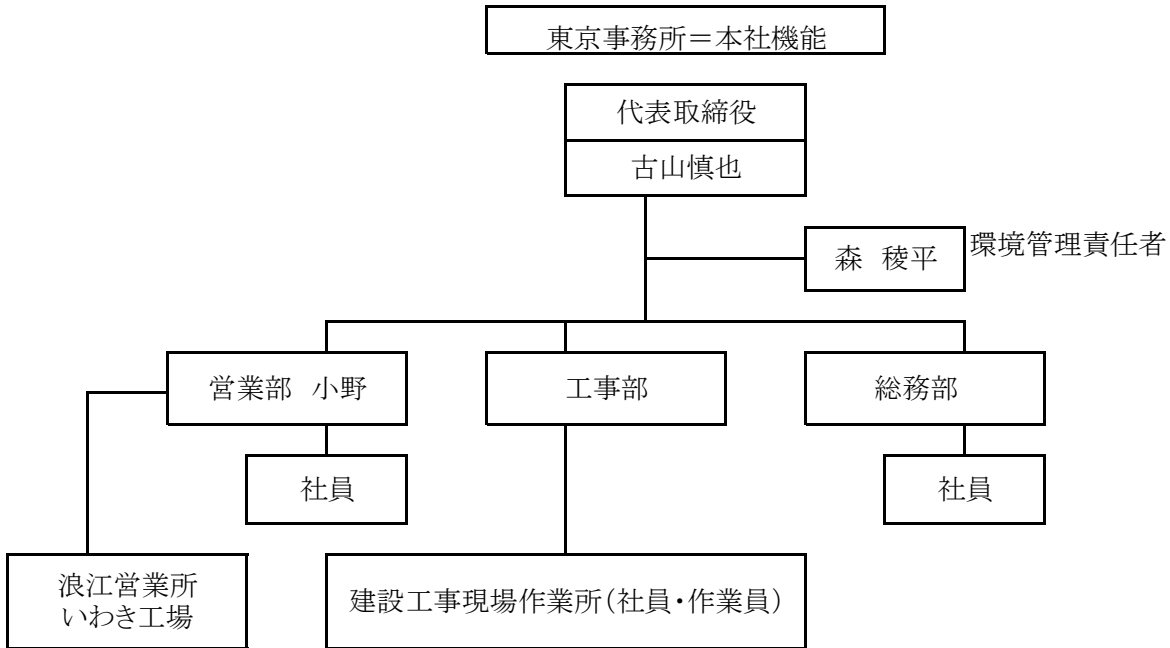 東京事務所＝本社機能
代表取締役
古山慎也
森 稜平
環境管理責任者
営業部 小野
工事部
総務部
社員
社員
浪江営業所
いわき工場
建設工事現場作業所（社員・作業員）